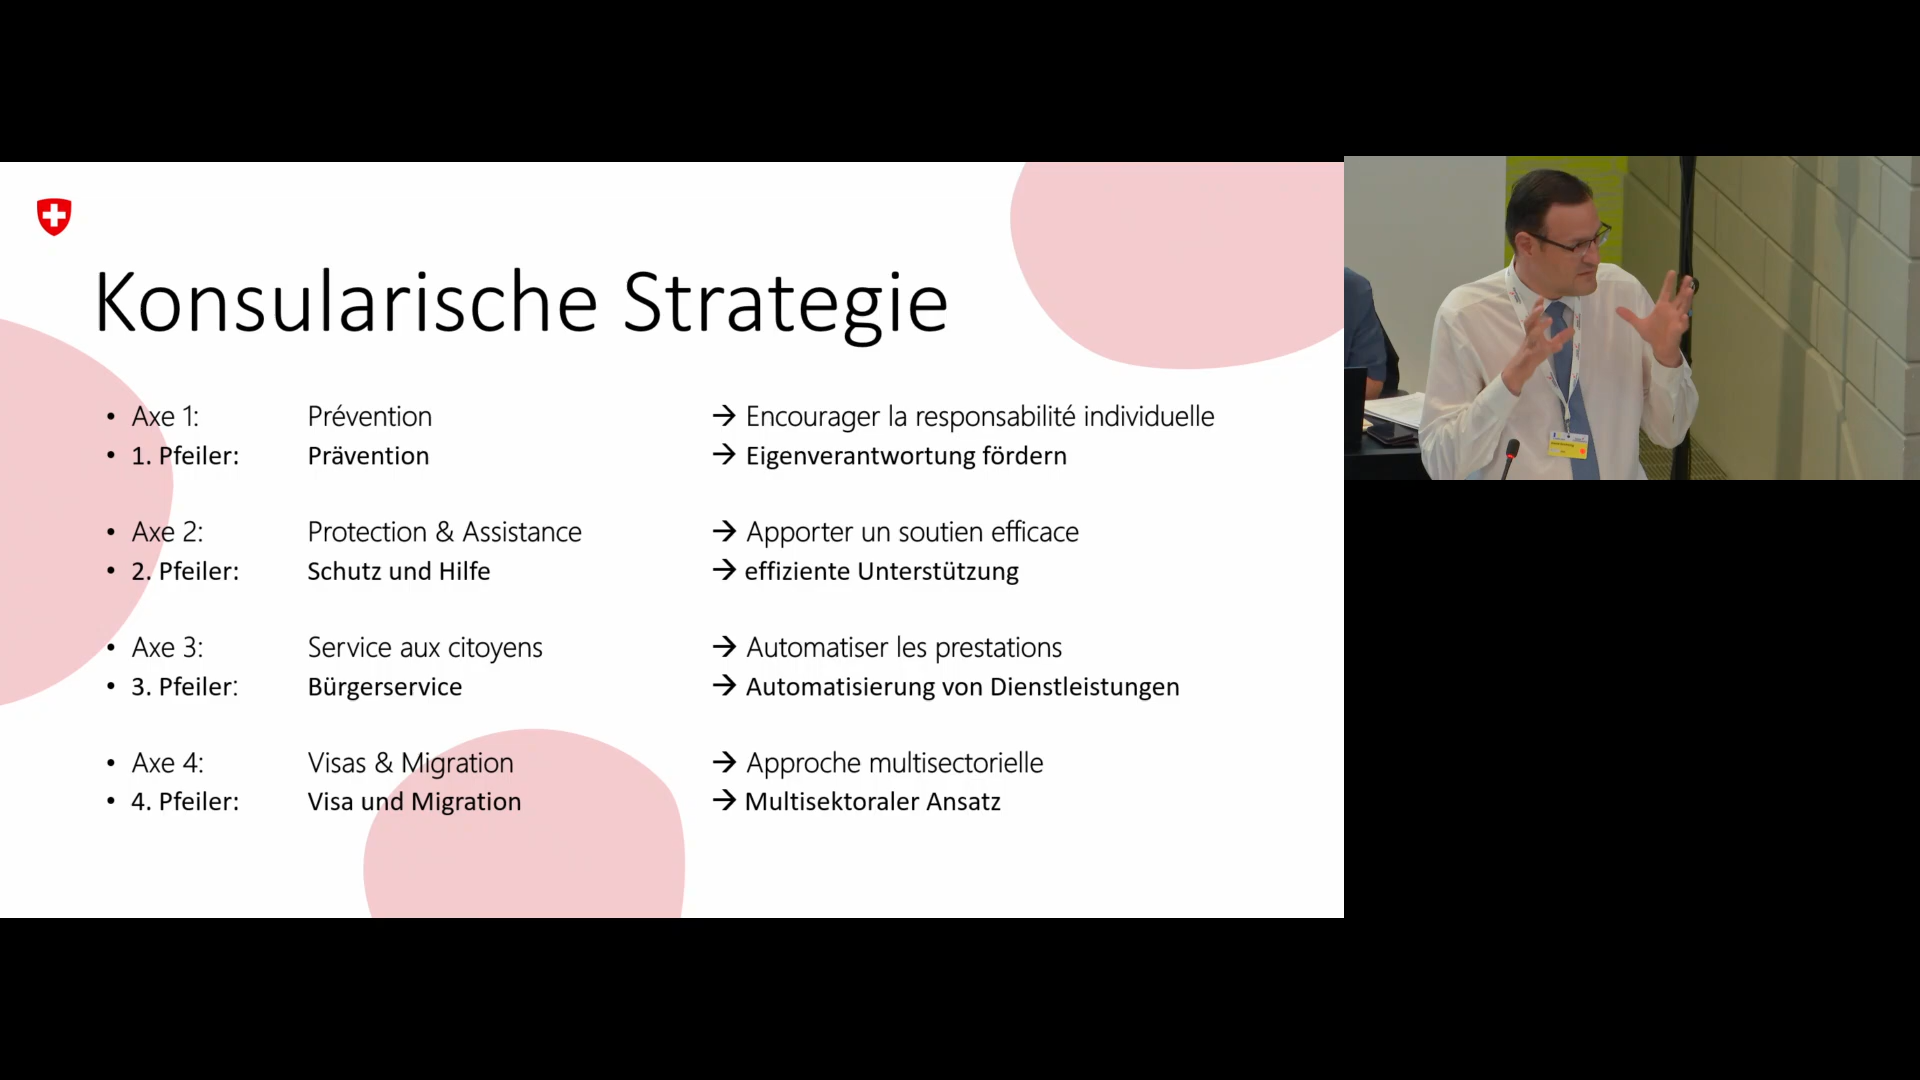 Konsularische Strategie
• Axe 1: Prévention → Encourager la responsabilité individuelle
• 1. Pfeiler: Prävention → Eigenverantwortung fördern
• Axe 2: Protection & Assistance → Apporter un soutien efficace
• 2. Pfeiler: Schutz und Hilfe → effiziente Unterstützung
• Axe 3: Service aux citoyens → Automatiser les prestations
• 3. Pfeiler: Bürgerservice → Automatisierung von Dienstleistungen
• Axe 4: Visas & Migration → Approche multisectorielle
• 4. Pfeiler: Visa und Migration → Multisektoraler Ansatz